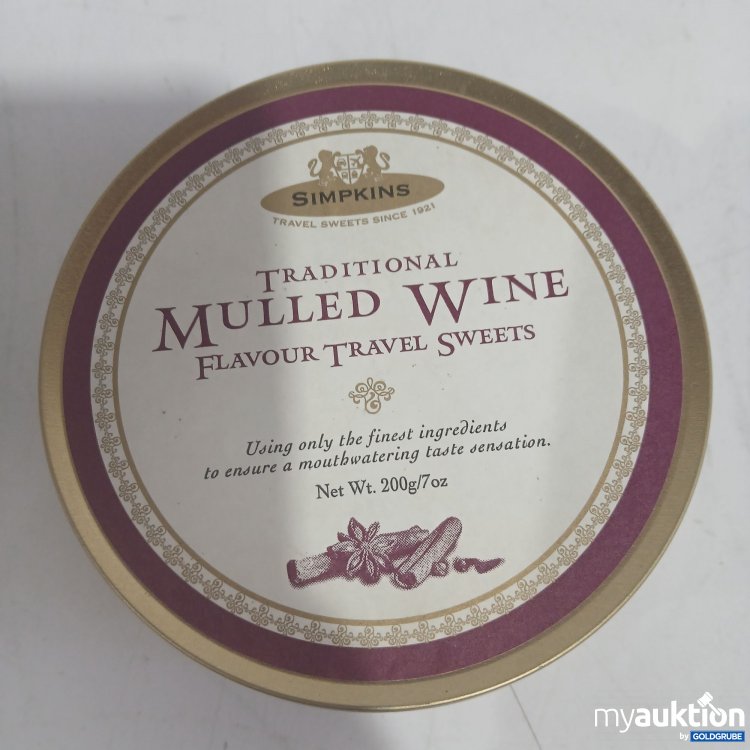 SIMPKINS
TRAVEL SWEETS SINCE 1921
TRADITIONAL
MULLED WINE
FLAVOUR TRAVEL SWEETS
Using only the finest ingredients
to ensure a mouthwatering taste sensation.
Net Wt. 200g/7oz
myauktion
by GOLDGRUBE